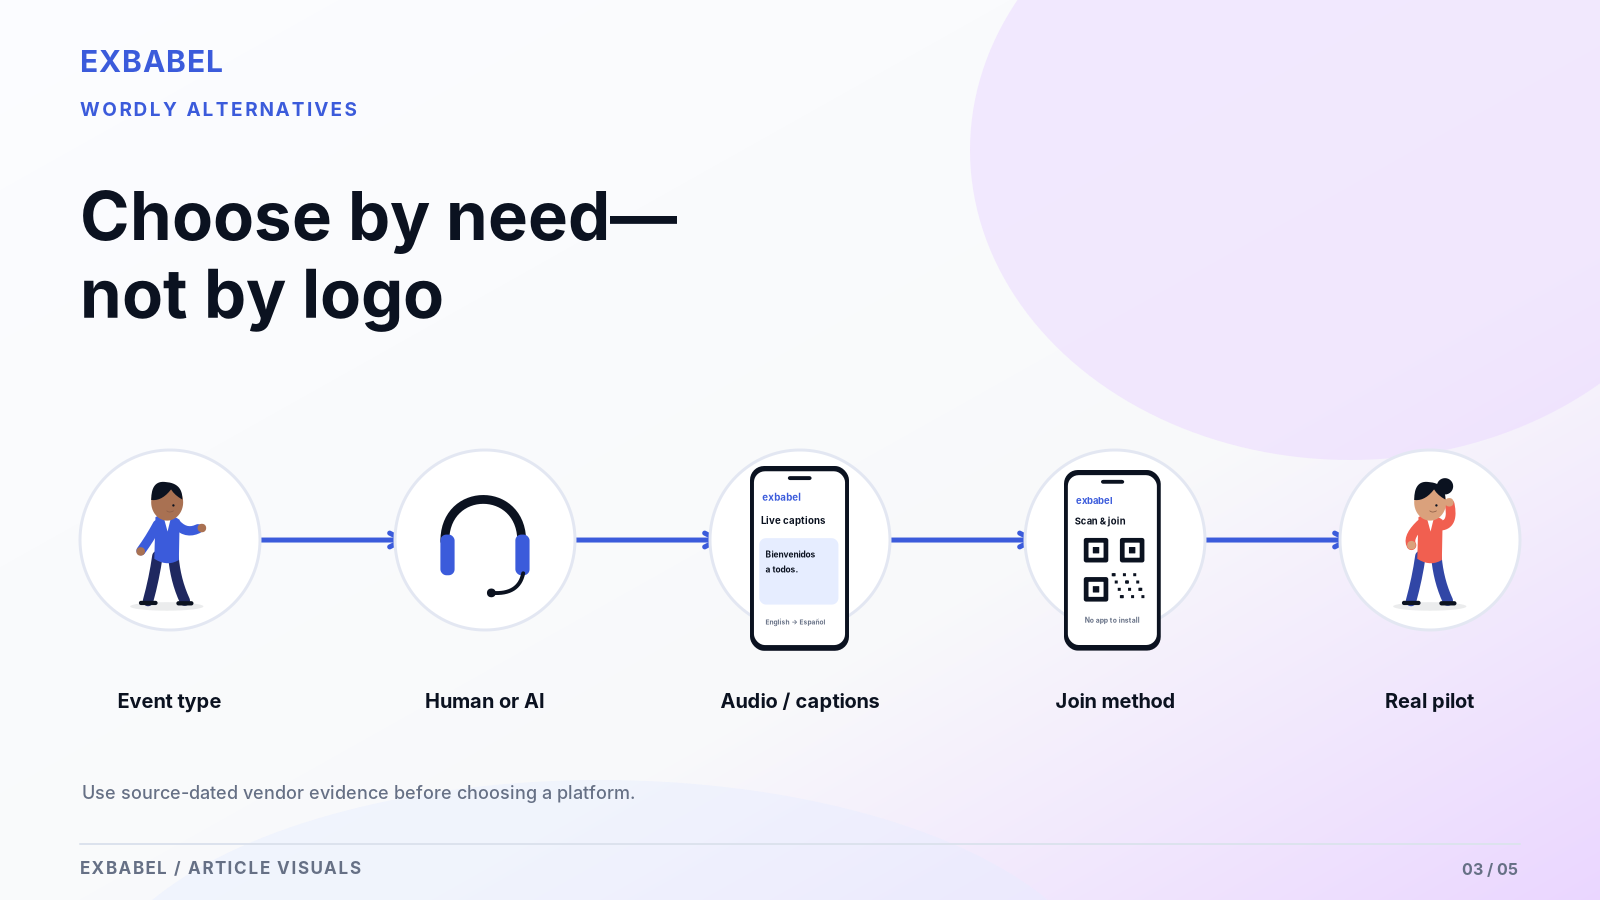 EXBABEL
WORDLY ALTERNATIVES
Choose by need—
not by logo
exbabel
Live captions
Bienvenidos
a todos.
English → Español
exbabel
Scan & join
No app to install
Event type
Human or AI
Audio / captions
Join method
Real pilot
Use source-dated vendor evidence before choosing a platform.
EXBABEL / ARTICLE VISUALS
03 / 05